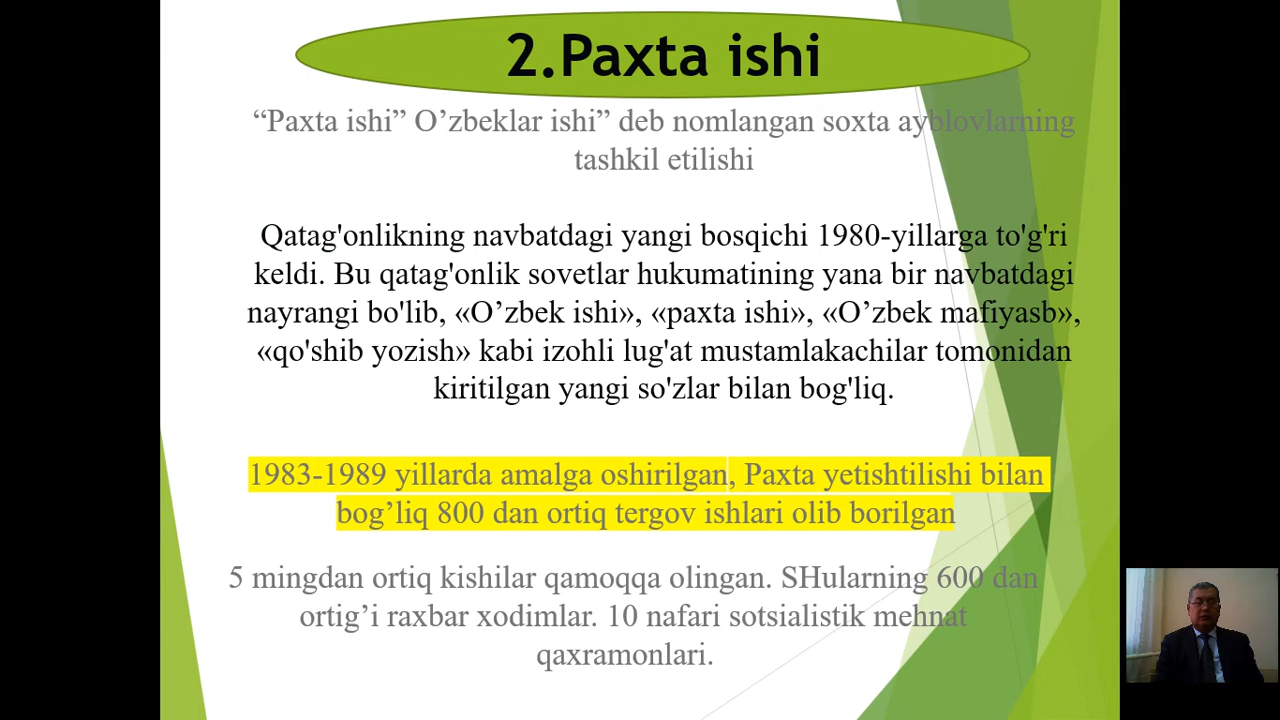 2.Paxta ishi
“Paxta ishi” O’zbeklar ishi” deb nomlangan soxta ayblovlarning
tashkil etilishi
Qatag'onlikning navbatdagi yangi bosqichi 1980-yillarga to'g'ri
keldi. Bu qatag'onlik sovetlar hukumatining yana bir navbatdagi
nayrangi bo'lib, «O’zbek ishi», «paxta ishi», «O’zbek mafiyasb»,
«qo'shib yozish» kabi izohli lug'at mustamlakachilar tomonidan
kiritilgan yangi so'zlar bilan bog'liq.
1983-1989 yillarda amalga oshirilgan, Paxta yetishtilishi bilan
bog’liq 800 dan ortiq tergov ishlari olib borilgan
5 mingdan ortiq kishilar qamoqqa olingan. SHularning 600 dan
ortig’i raxbar xodimlar. 10 nafari sotsialistik mehnat
qaxramonlari.